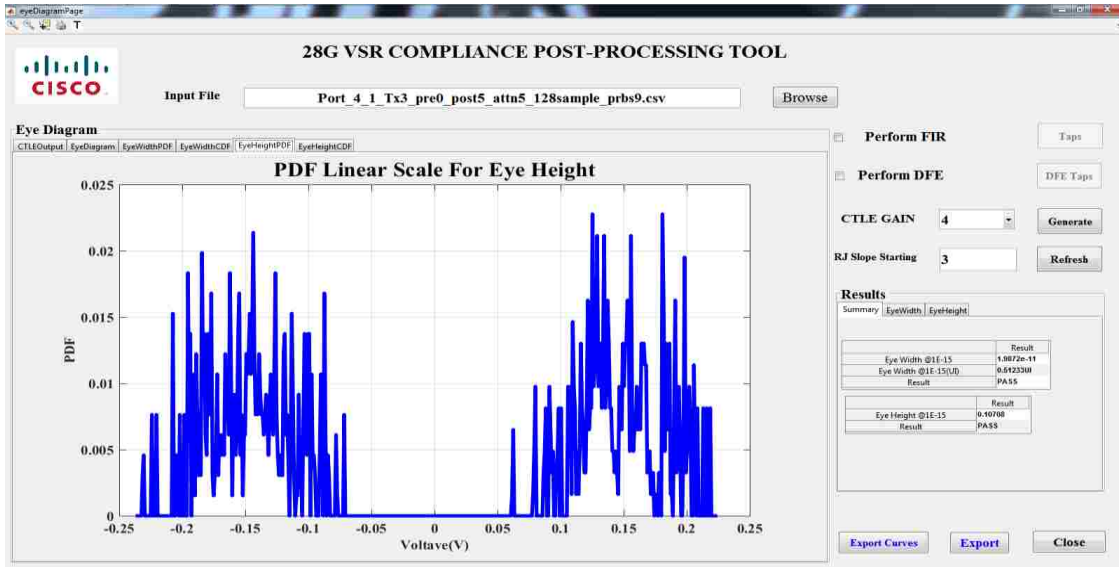 eyeDiagramPage
T
28G VSR COMPLIANCE POST-PROCESSING TOOL
CISCO
Input File
Port_4_1_Tx3_pre0_post5_attn5_128sample_prbs9.csv
Browse
Eye Diagram
CTLEOutput EyeDiagram EyeWidthPDF EyeWidthCDF EyeHeightPDF EyeHeightCDF
PDF Linear Scale For Eye Height
0.025
0.02
0.015
0.01
0.005
0
PDF
-0.25 -0.2 -0.15 -0.1 -0.05 0 0.05 0.1 0.15 0.2 0.25
Voltave(V)
Perform FIR
Taps
Perform DFE
DFE Taps
CTLE GAIN 4
Generate
RJ Slope Starting 3
Refresh
Results
Summary EyeWidth EyeHeight
Result
Eye Width @1E-15 1.9872e-11
Eye Width @1E-15(UI) 0.51233UI
Result PASS
Result
Eye Height @1E-15 0.10708
Result PASS
Export Curves
Export
Close